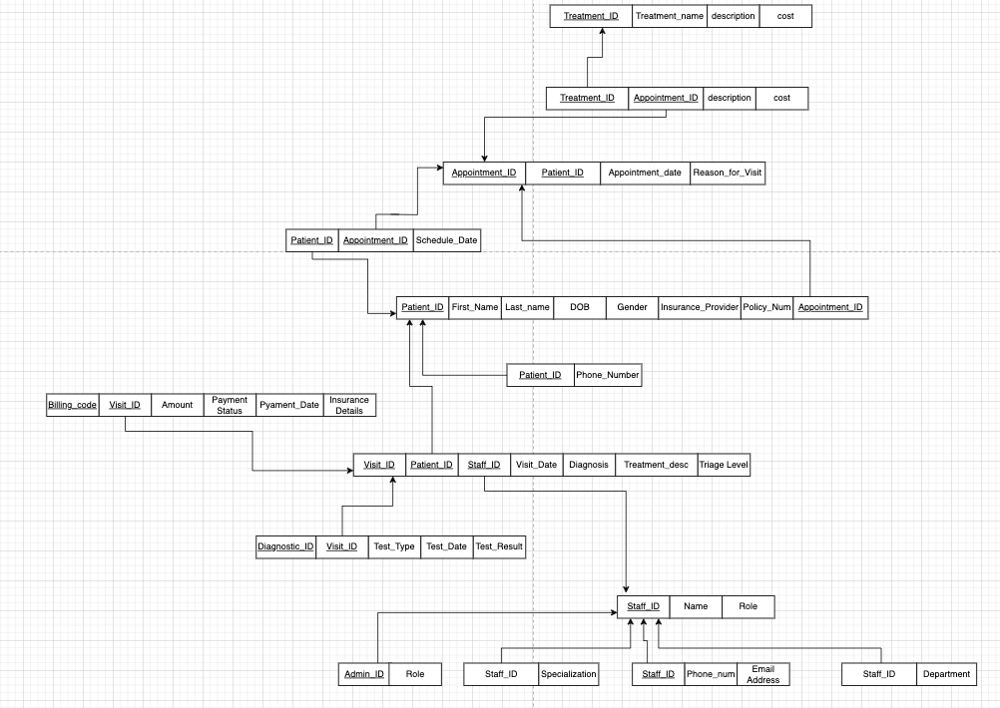 Treatment_ID Treatment_name description cost
Treatment_ID Appointment_ID description cost
Appointment_ID Patient_ID Appointment_date Reason_for_Visit
Patient_ID Appointment_ID Schedule_Date
Patient_ID First_Name Last_name DOB Gender Insurance_Provider Policy_Num Appointment_ID
Patient_ID Phone_Number
Billing_code Visit_ID Amount Payment Status Pyament_Date Insurance Details
Visit_ID Patient_ID Staff_ID Visit_Date Diagnosis Treatment_desc Triage Level
Diagnostic_ID Visit_ID Test_Type Test_Date Test_Result
Staff_ID Name Role
Admin_ID Role
Staff_ID Specialization
Staff_ID Phone_num Email Address
Staff_ID Department